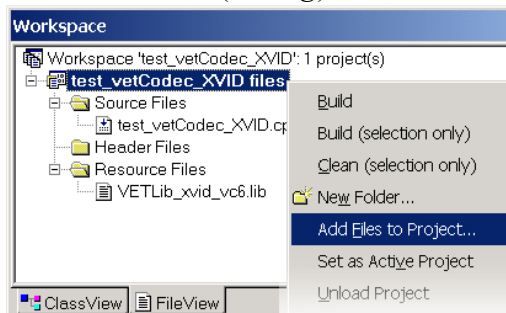 Workspace
Workspace 'test_vetCodec_XVID': 1 project(s)
test_vetCodec_XVID files
Source Files
test_vetCodec_XVID.cp
Header Files
Resource Files
VETLib_xvid_vc6.lib
Build
Build (selection only)
Clean (selection only)
New Folder...
Add Files to Project...
Set as Active Project
Unload Project
ClassView
FileView